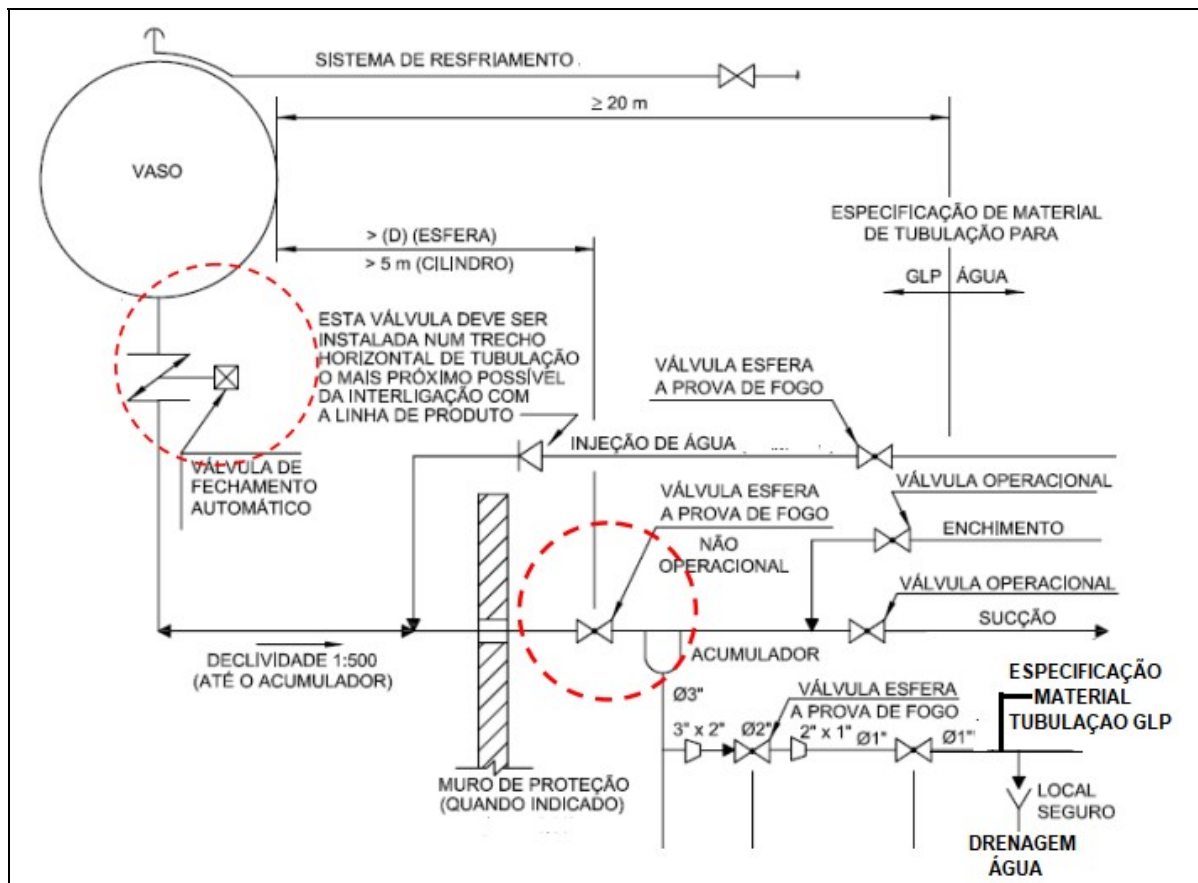 SISTEMA DE RESFRIAMENTO
≥ 20 m
VASO
ESPECIFICAÇÃO DE MATERIAL
DE TUBULAÇÃO PARA
GLP ÁGUA
> (D) (ESFERA)
> 5 m (CILINDRO)
ESTA VÁLVULA DEVE SER
INSTALADA NUM TRECHO
HORIZONTAL DE TUBULAÇÃO
O MAIS PRÓXIMO POSSÍVEL
DA INTERLIGAÇÃO COM
A LINHA DE PRODUTO
VÁLVULA ESFERA
A PROVA DE FOGO
INJEÇÃO DE ÁGUA
VÁLVULA DE
FECHAMENTO
AUTOMÁTICO
VÁLVULA ESFERA
A PROVA DE FOGO
NÃO
OPERACIONAL
VÁLVULA OPERACIONAL
ENCHIMENTO
VÁLVULA OPERACIONAL
SUCÇÃO
DECLIVIDADE 1:500
(ATÉ O ACUMULADOR)
ACUMULADOR
Ø3"
VÁLVULA ESFERA
A PROVA DE FOGO
3" x 2" Ø2" 2" x 1" Ø1" Ø1"
ESPECIFICAÇÃO
MATERIAL
TUBULAÇAO GLP
MURO DE PROTEÇÃO
(QUANDO INDICADO)
LOCAL
SEGURO
DRENAGEM
ÁGUA